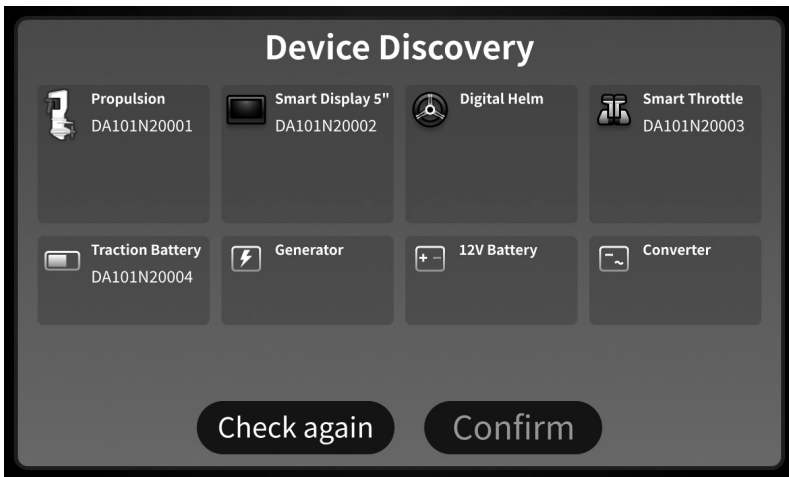 Device Discovery
Propulsion
DA101N20001
Smart Display 5"
DA101N20002
Digital Helm
Smart Throttle
DA101N20003
Traction Battery
DA101N20004
Generator
12V Battery
Converter
Check again
Confirm